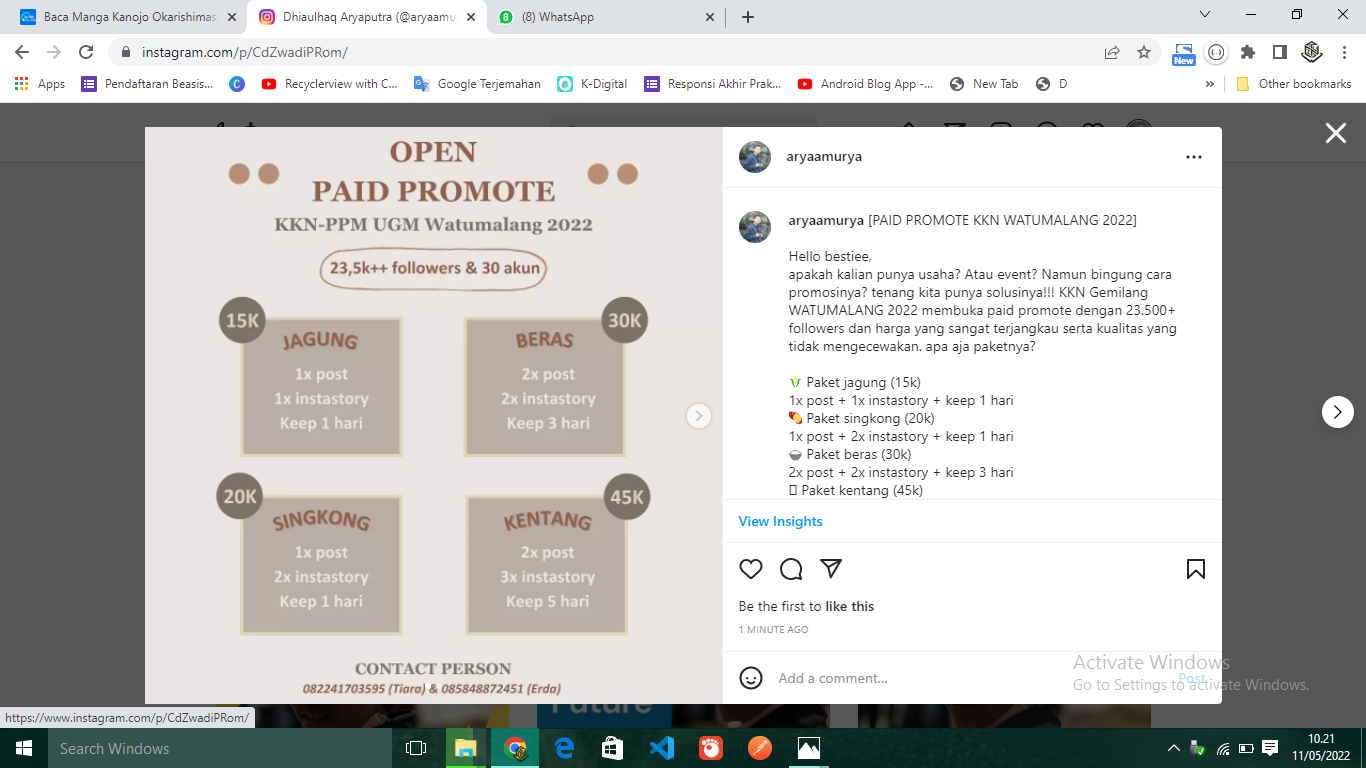 Baca Manga Kanojo Okarishimas
Dhiaulhaq Aryaputra (@aryaamu
(8) WhatsApp
instagram.com/p/CdZwadiPRom/
New
Apps
Pendaftaran Beasis...
Recyclerview with C...
Google Terjemahan
K-Digital
Responsi Akhir Prak...
Android Blog App -...
New Tab
D
»
Other bookmarks
OPEN
PAID PROMOTE
KKN-PPM UGM Watumalang 2022
23,5k++ followers & 30 akun
15K
JAGUNG
1x post
1x instastory
Keep 1 hari
30K
BERAS
2x post
2x instastory
Keep 3 hari
20K
SINGKONG
1x post
2x instastory
Keep 1 hari
45K
KENTANG
2x post
3x instastory
Keep 5 hari
CONTACT PERSON
082241703595 (Tiara) & 085848872451 (Erda)
aryaamurya
aryaamurya [PAID PROMOTE KKN WATUMALANG 2022]
Hello bestiee,
apakah kalian punya usaha? Atau event? Namun bingung cara
promosinya? tenang kita punya solusinya!!! KKN Gemilang
WATUMALANG 2022 membuka paid promote dengan 23.500+
followers dan harga yang sangat terjangkau serta kualitas yang
tidak mengecewakan. apa aja paketnya?
Paket jagung (15k)
1x post + 1x instastory + keep 1 hari
Paket singkong (20k)
1x post + 2x instastory + keep 1 hari
Paket beras (30k)
2x post + 2x instastory + keep 3 hari
Paket kentang (45k)
View Insights
Be the first to like this
1 MINUTE AGO
Add a comment...
Post
Activate Windows
Go to Settings to activate Windows.
Future
https://www.instagram.com/p/CdZwadiPRom/
Search Windows
10.21
11/05/2022